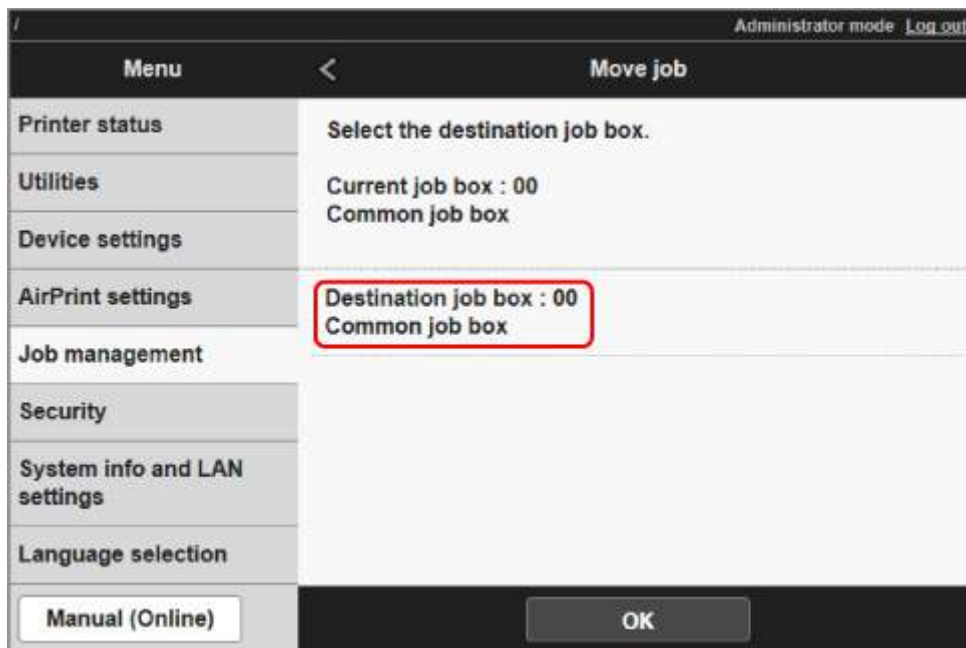 /
Administrator mode Log out
Menu
< Move job
Printer status
Utilities
Device settings
AirPrint settings
Job management
Security
System info and LAN
settings
Language selection
Manual (Online)
Select the destination job box.
Current job box : 00
Common job box
Destination job box : 00
Common job box
OK